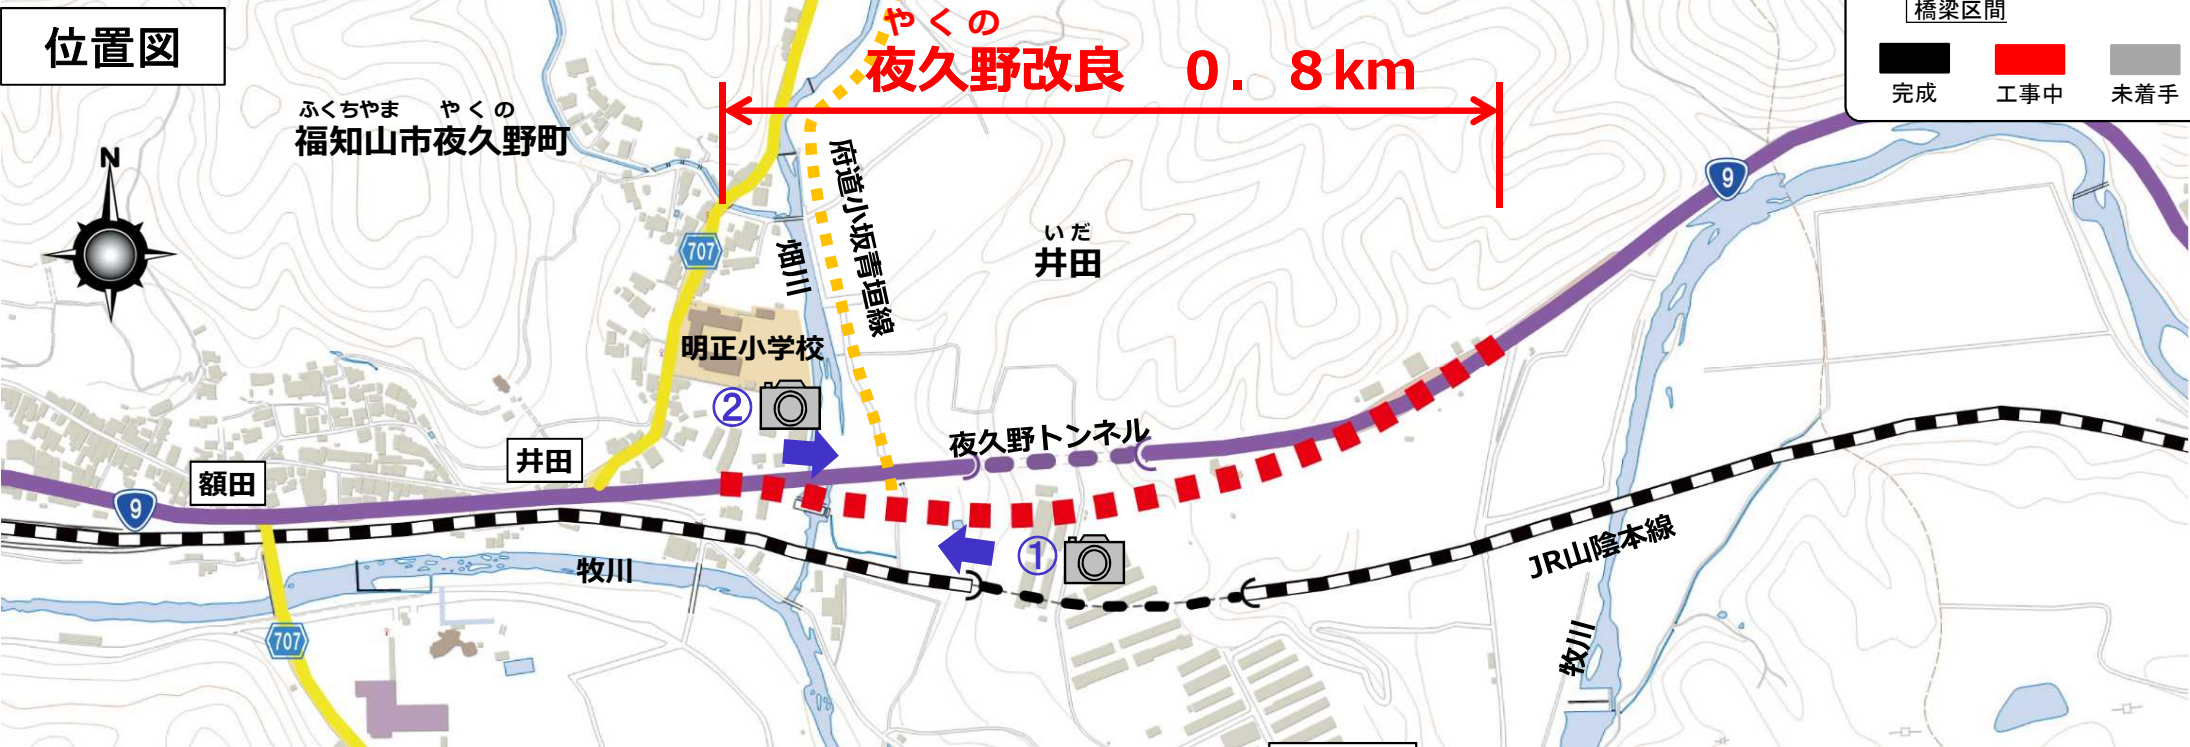 位置図
やくの
夜久野改良　０．８km
橋梁区間
完成
工事中
未着手
ふくちやま　やくの
福知山市夜久野町
N
府道小坂青垣線
畑川
707
いだ
井田
9
明正小学校
②
夜久野トンネル
井田
額田
9
①
JR山陰本線
牧川
707
牧川